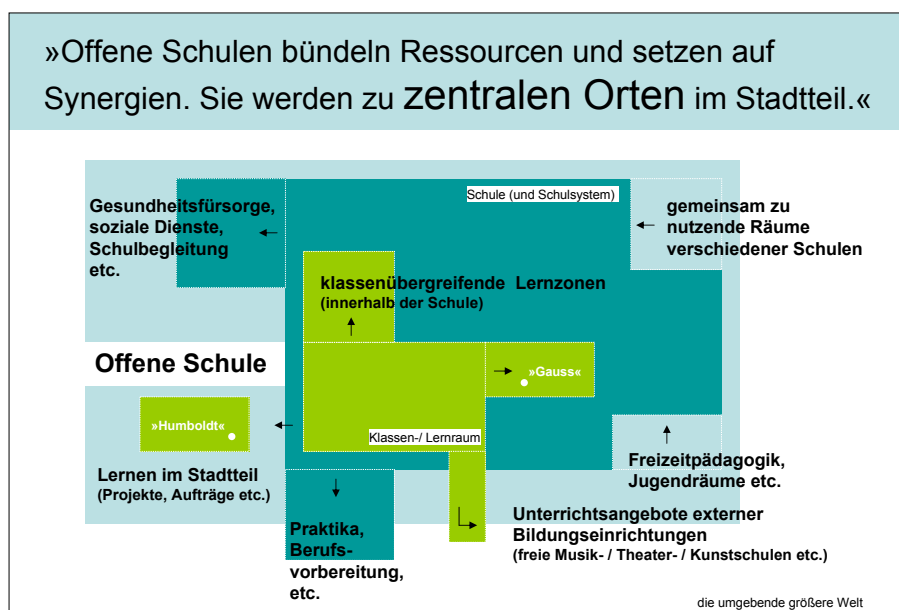 »Offene Schulen bündeln Ressourcen und setzen auf
Synergien. Sie werden zu zentralen Orten im Stadtteil.«
Schule (und Schulsystem)
Gesundheitsfürsorge,
soziale Dienste,
Schulbegleitung
etc.
gemeinsam zu
nutzende Räume
verschiedener Schulen
klassenübergreifende Lernzonen
(innerhalb der Schule)
Offene Schule
»Gauss«
»Humboldt«
Klassen-/ Lernraum
Lernen im Stadtteil
(Projekte, Aufträge etc.)
Freizeitpädagogik,
Jugendräume etc.
Praktika,
Berufs-
vorbereitung,
etc.
Unterrichtsangebote externer
Bildungseinrichtungen
(freie Musik- / Theater- / Kunstschulen etc.)
die umgebende größere Welt